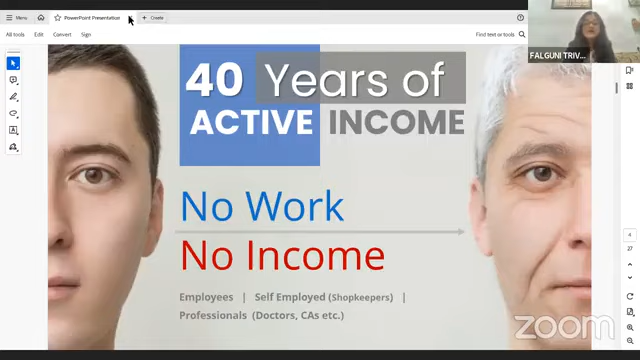 Menu
PowerPoint Presentation
+ Create
All tools Edit Convert Sign
Find text or tools
FALGUNI TRIV...
40 Years of
ACTIVE INCOME
No Work
No Income
Employees | Self Employed (Shopkeepers) |
Professionals (Doctors, CAs etc.)
4
27
zoom